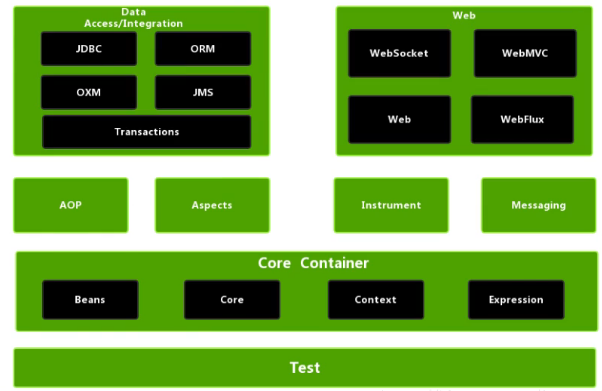 Data
Access/Integration
JDBC
ORM
OXM
JMS
Transactions
Web
WebSocket
WebMVC
Web
WebFlux
AOP
Aspects
Instrument
Messaging
Core Container
Beans
Core
Context
Expression
Test